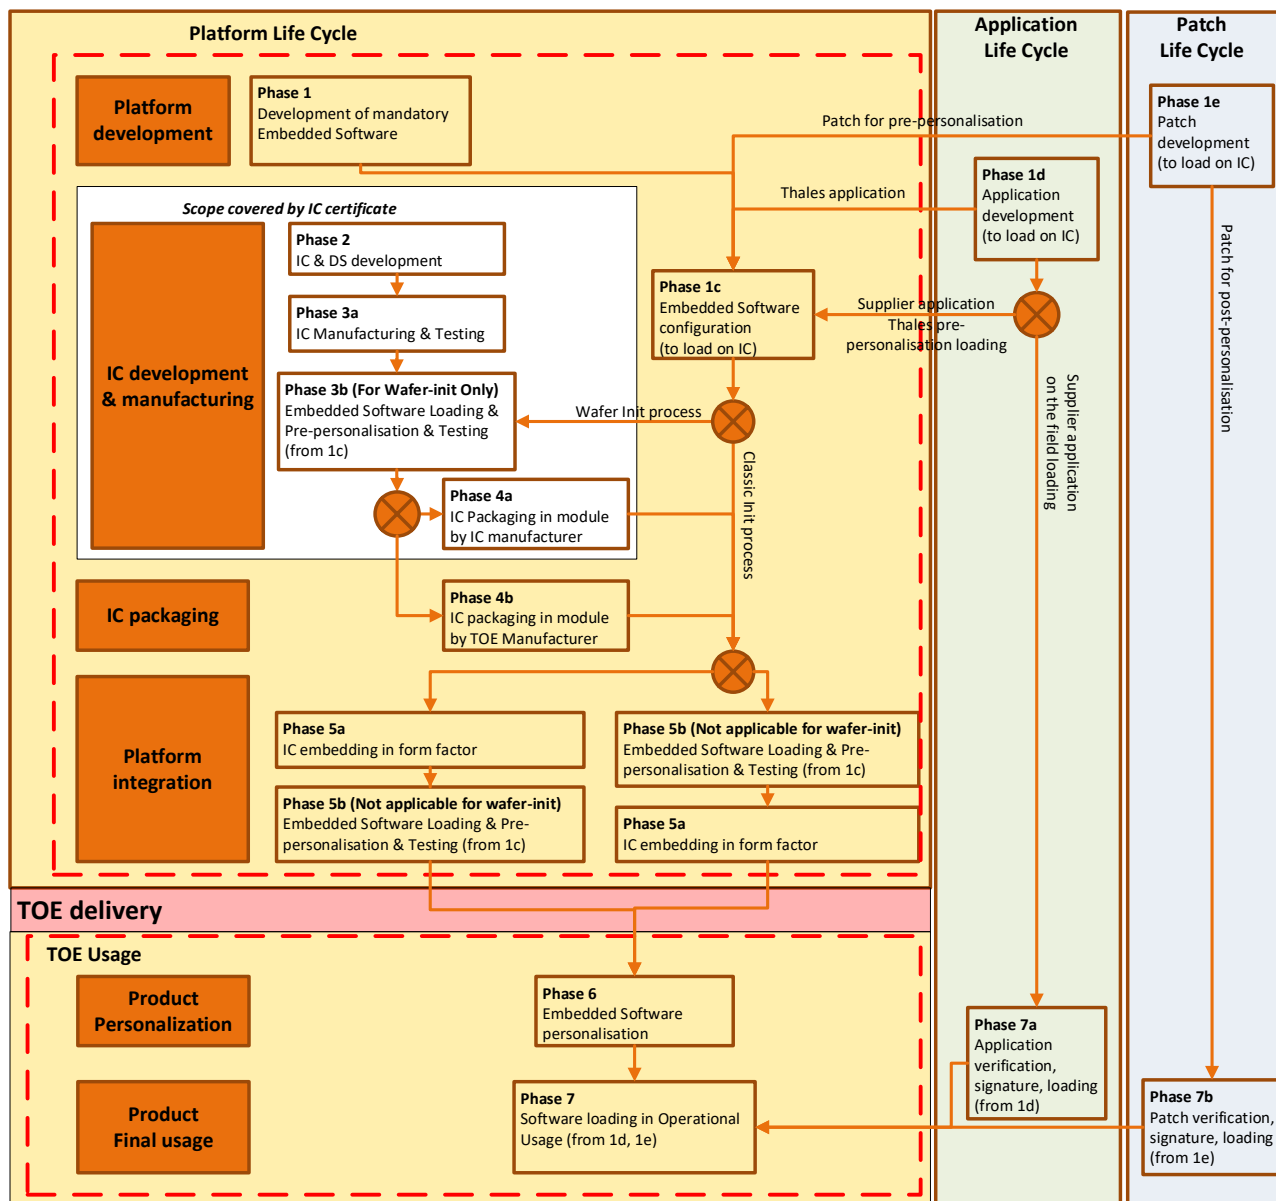 Platform Life Cycle
Application
Life Cycle
Patch
Life Cycle
Platform
development
Phase 1
Development of mandatory
Embedded Software
Patch for pre-personalisation
Phase 1e
Patch
development
(to load on IC)
Thales application
Phase 1d
Application
development
(to load on IC)
Scope covered by IC certificate
IC development
& manufacturing
Phase 2
IC & DS development
Phase 3a
IC Manufacturing & Testing
Phase 3b (For Wafer-init Only)
Embedded Software Loading &
Pre-personalisation & Testing
(from 1c)
Phase 4a
IC Packaging in module
by IC manufacturer
Phase 1c
Embedded Software
configuration
(to load on IC)
Supplier application
Thales pre-
personalisation loading
Wafer Init process
Classic Init process
Supplier application
on the field loading
Patch for post-personalisation
IC packaging
Phase 4b
IC packaging in module
by TOE Manufacturer
Platform
integration
Phase 5a
IC embedding in form factor
Phase 5b (Not applicable for wafer-init)
Embedded Software Loading & Pre-
personalisation & Testing (from 1c)
Phase 5b (Not applicable for wafer-init)
Embedded Software Loading & Pre-
personalisation & Testing (from 1c)
Phase 5a
IC embedding in form factor
TOE delivery
TOE Usage
Product
Personalization
Phase 6
Embedded Software
personalisation
Phase 7a
Application
verification,
signature, loading
(from 1d)
Product
Final usage
Phase 7
Software loading in Operational
Usage (from 1d, 1e)
Phase 7b
Patch verification,
signature, loading
(from 1e)